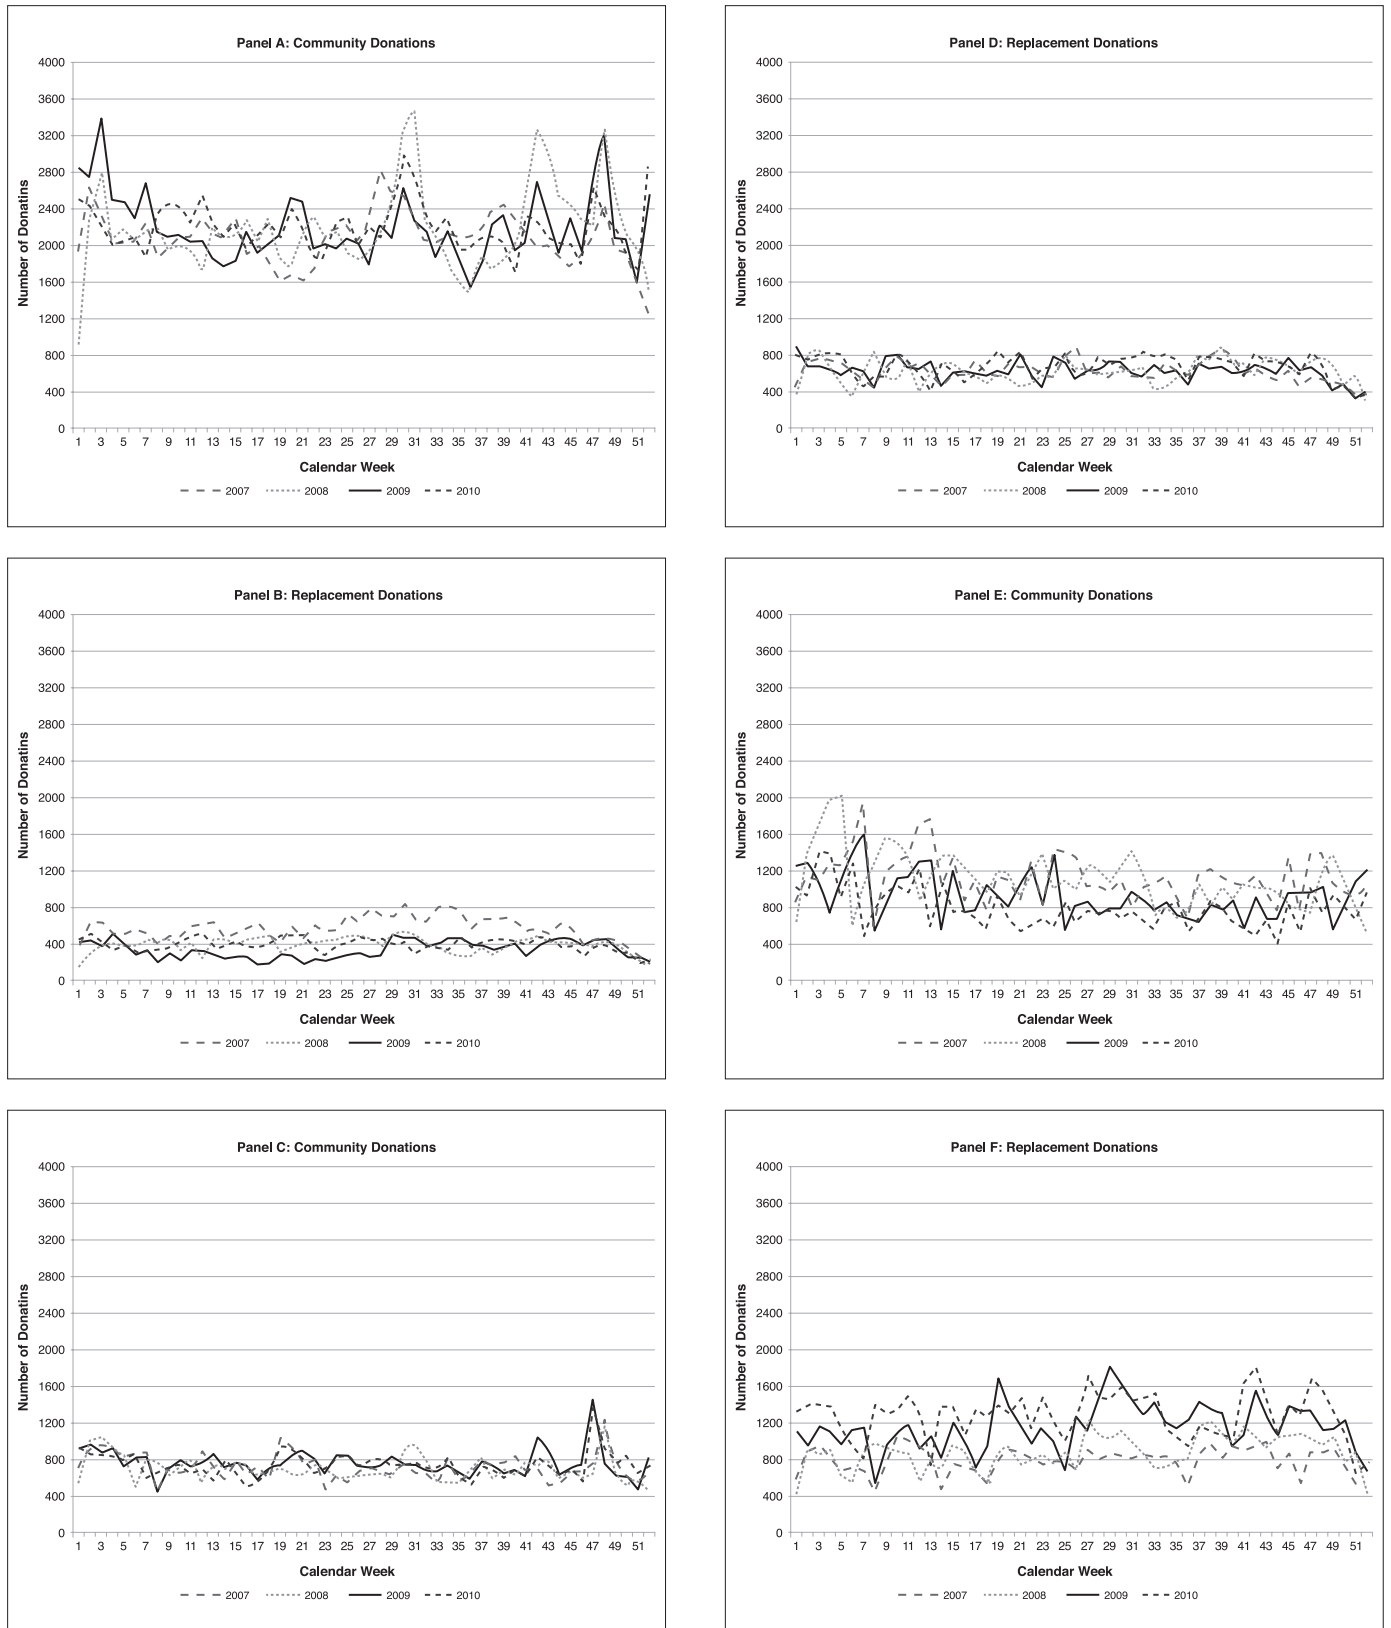 Panel A: Community Donations
4000
3600
3200
2800
2400
2000
1600
1200
800
400
0
Number of Donatins
1 3 5 7 9 11 13 15 17 19 21 23 25 27 29 31 33 35 37 39 41 43 45 47 49 51
Calendar Week
2007 2008 2009 2010
Panel D: Replacement Donations
4000
3600
3200
2800
2400
2000
1600
1200
800
400
0
Number of Donatins
1 3 5 7 9 11 13 15 17 19 21 23 25 27 29 31 33 35 37 39 41 43 45 47 49 51
Calendar Week
2007 2008 2009 2010
Panel B: Replacement Donations
4000
3600
3200
2800
2400
2000
1600
1200
800
400
0
Number of Donatins
1 3 5 7 9 11 13 15 17 19 21 23 25 27 29 31 33 35 37 39 41 43 45 47 49 51
Calendar Week
2007 2008 2009 2010
Panel E: Community Donations
4000
3600
3200
2800
2400
2000
1600
1200
800
400
0
Number of Donatins
1 3 5 7 9 11 13 15 17 19 21 23 25 27 29 31 33 35 37 39 41 43 45 47 49 51
Calendar Week
2007 2008 2009 2010
Panel C: Community Donations
4000
3600
3200
2800
2400
2000
1600
1200
800
400
0
Number of Donatins
1 3 5 7 9 11 13 15 17 19 21 23 25 27 29 31 33 35 37 39 41 43 45 47 49 51
Calendar Week
2007 2008 2009 2010
Panel F: Replacement Donations
4000
3600
3200
2800
2400
2000
1600
1200
800
400
0
Number of Donatins
1 3 5 7 9 11 13 15 17 19 21 23 25 27 29 31 33 35 37 39 41 43 45 47 49 51
Calendar Week
2007 2008 2009 2010